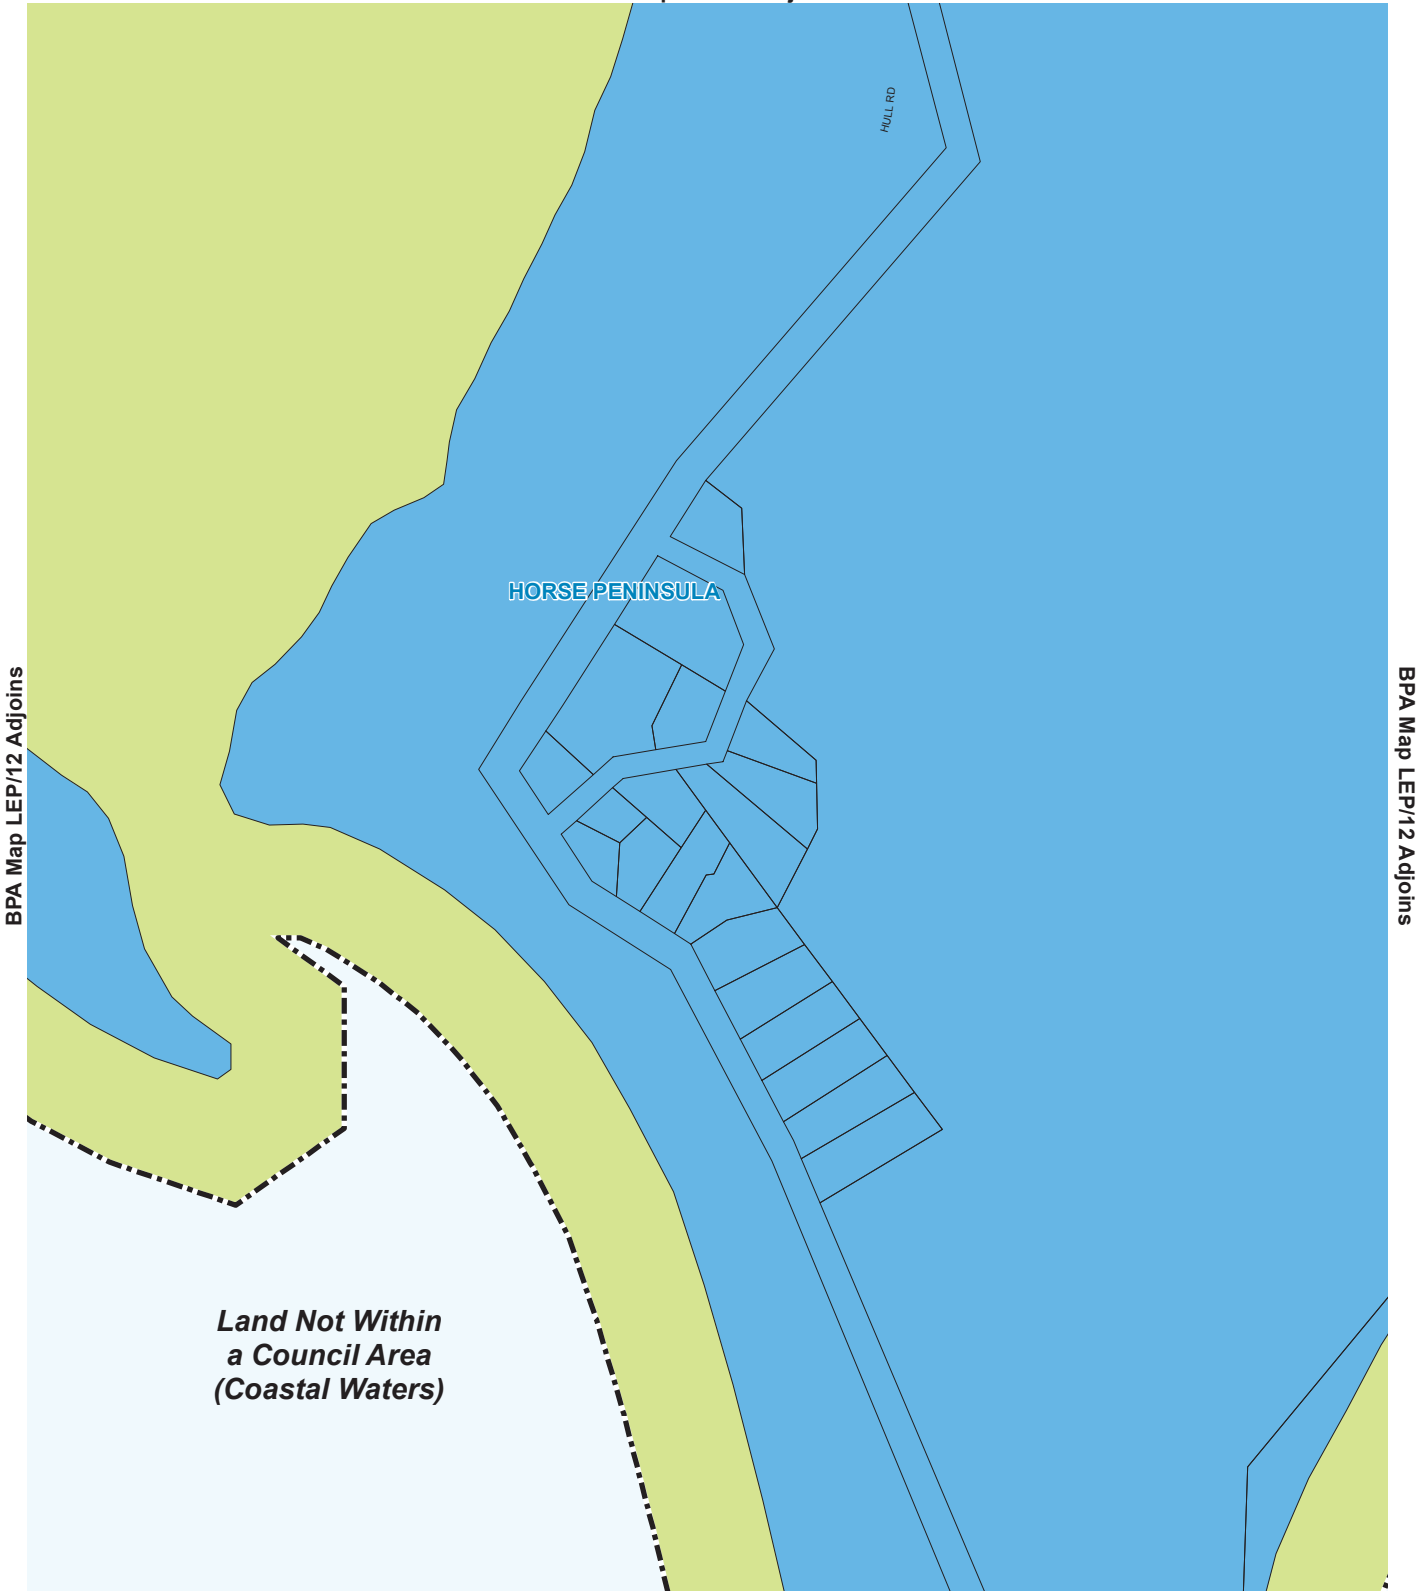 HULL RD
HORSE PENINSULA
BPA Map LEP/12 Adjoins
BPA Map LEP/12 Adjoins
Land Not Within
a Council Area
(Coastal Waters)